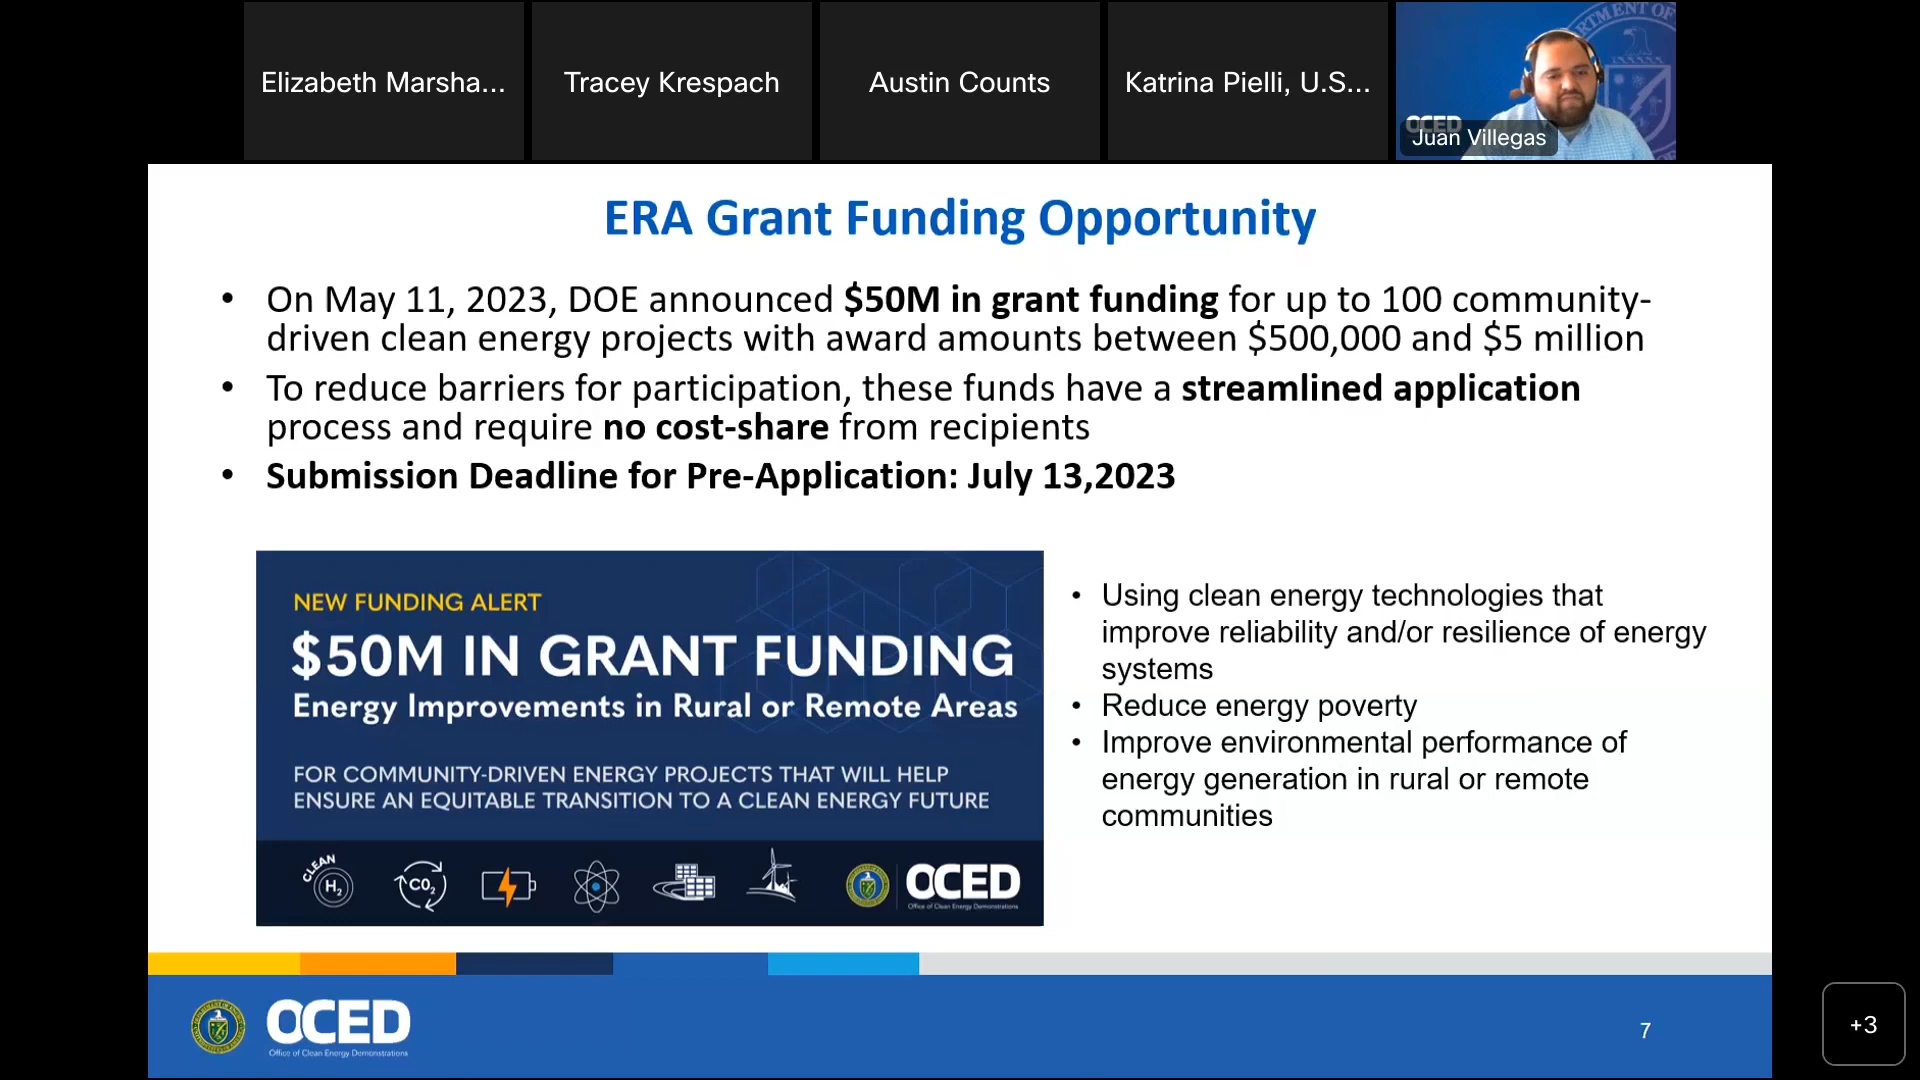 Elizabeth Marsha...
Tracey Krespach
Austin Counts
Katrina Pielli, U.S...
OCED
Juan Villegas
ERA Grant Funding Opportunity
• On May 11, 2023, DOE announced $50M in grant funding for up to 100 community-
driven clean energy projects with award amounts between $500,000 and $5 million
• To reduce barriers for participation, these funds have a streamlined application
process and require no cost-share from recipients
• Submission Deadline for Pre-Application: July 13,2023
NEW FUNDING ALERT
$50M IN GRANT FUNDING
Energy Improvements in Rural or Remote Areas
FOR COMMUNITY-DRIVEN ENERGY PROJECTS THAT WILL HELP
ENSURE AN EQUITABLE TRANSITION TO A CLEAN ENERGY FUTURE
CLEAN
H2
CO2
OCED
Office of Clean Energy Demonstrations
• Using clean energy technologies that
improve reliability and/or resilience of energy
systems
• Reduce energy poverty
• Improve environmental performance of
energy generation in rural or remote
communities
OCED
Office of Clean Energy Demonstrations
7
+3